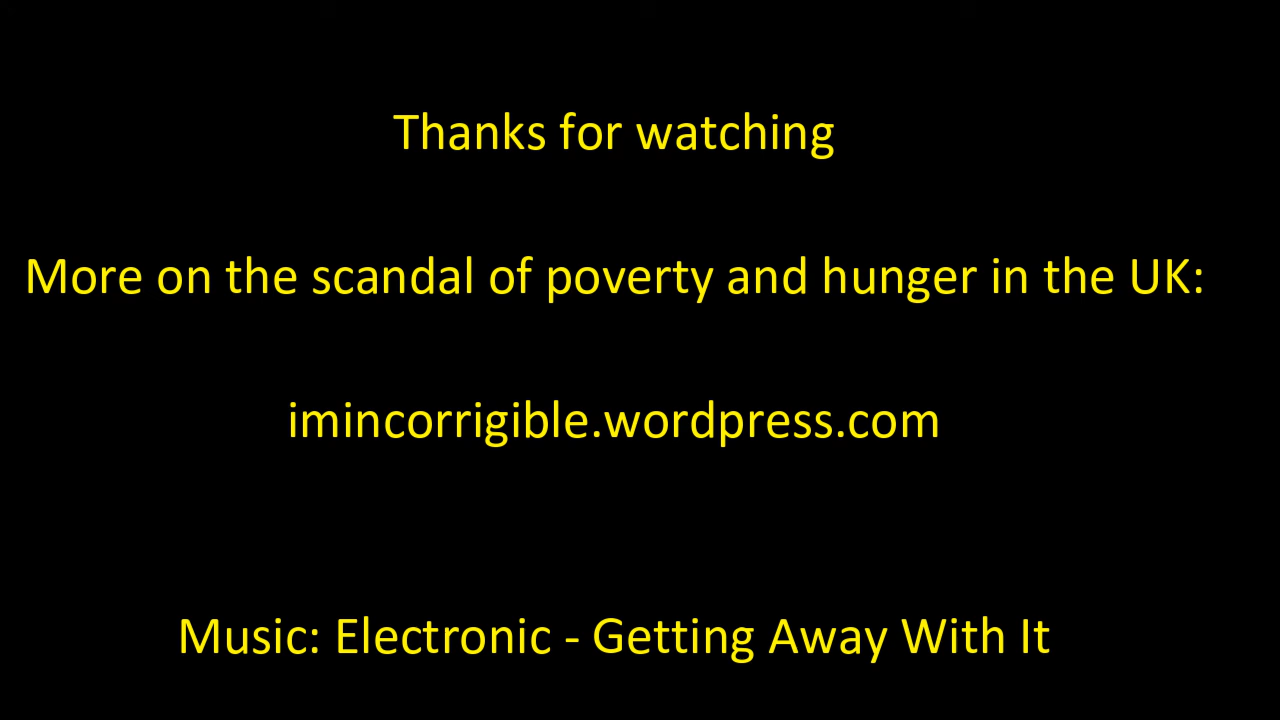 Thanks for watching
More on the scandal of poverty and hunger in the UK:
imincorrigible.wordpress.com
Music: Electronic - Getting Away With It